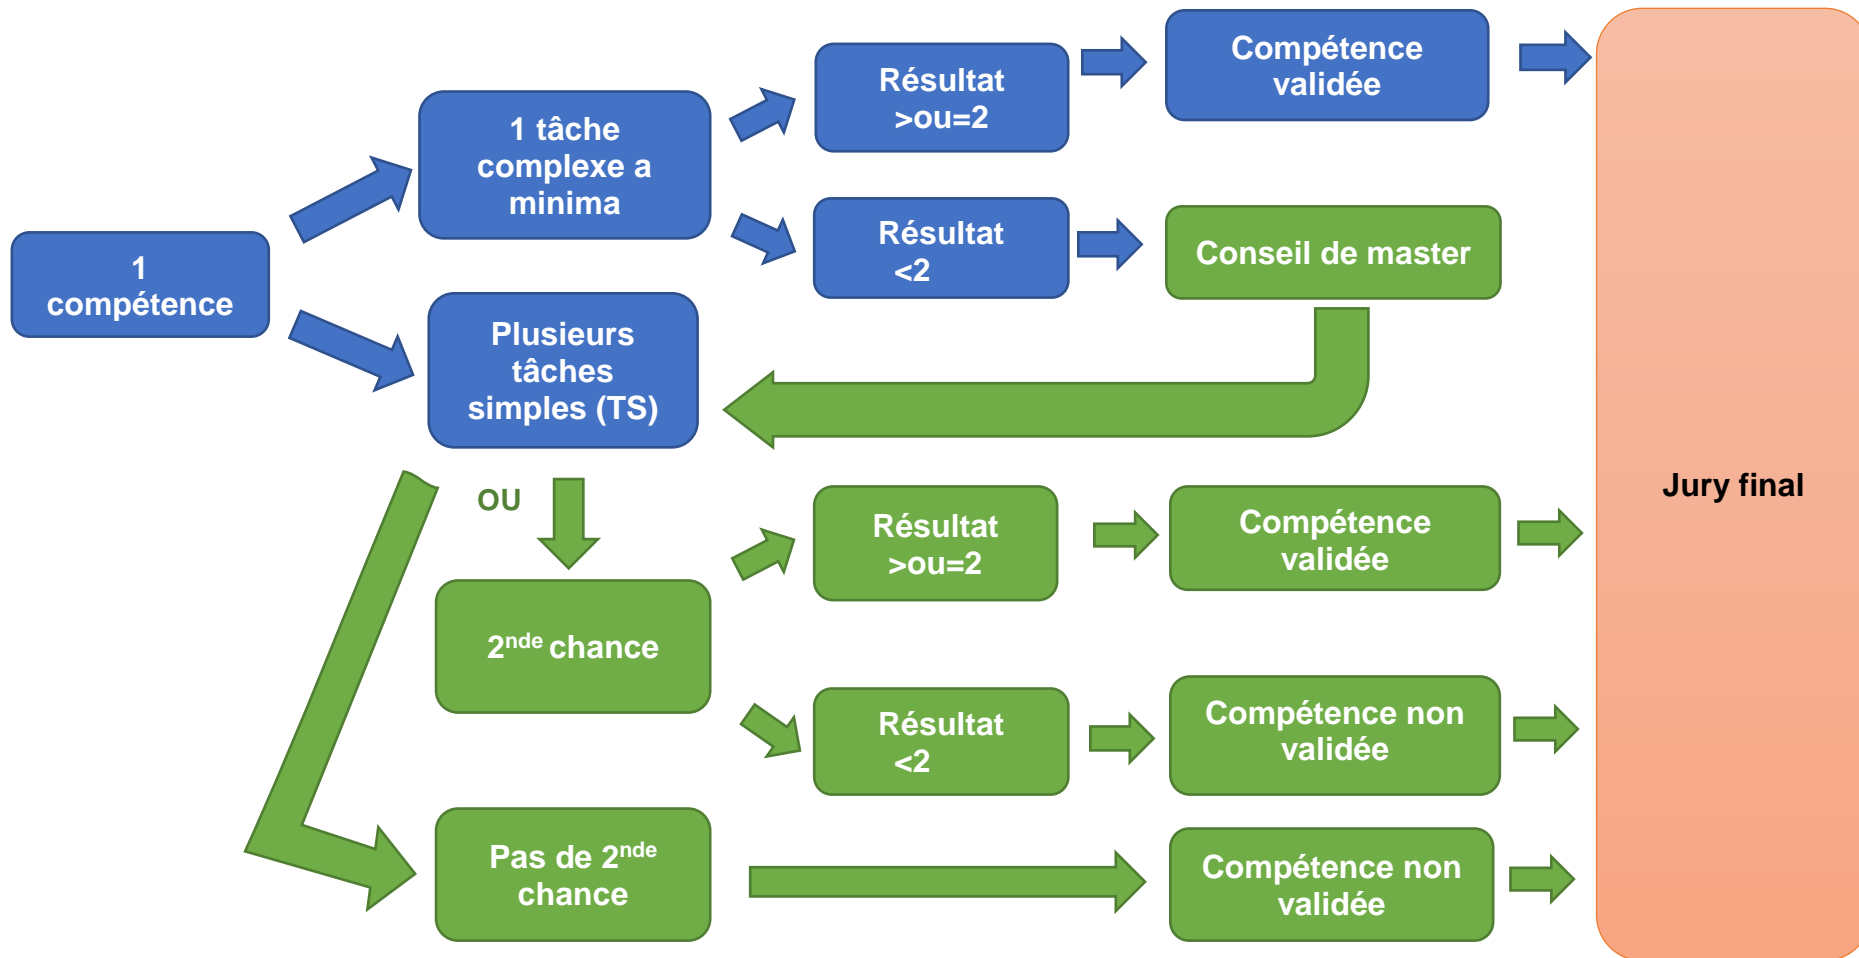 1
compétence
1 tâche
complexe a
minima
Résultat
>ou=2
Compétence
validée
Résultat
<2
Conseil de master
Plusieurs
tâches
simples (TS)
OU
2nde chance
Résultat
>ou=2
Compétence
validée
Résultat
<2
Compétence non
validée
Pas de 2nde
chance
Compétence non
validée
Jury final